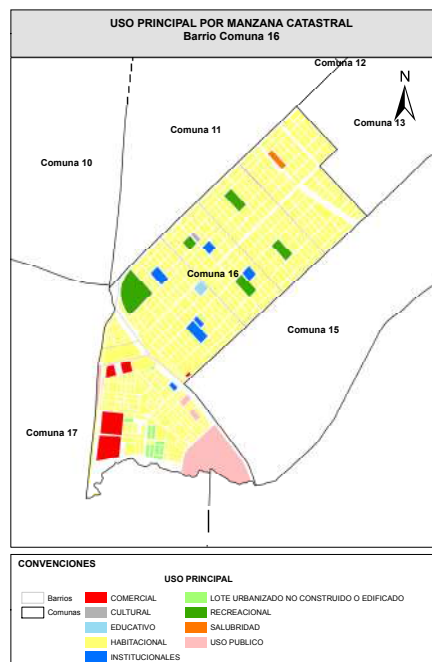 USO PRINCIPAL POR MANZANA CATASTRAL
Barrio Comuna 16
Comuna 12
N
Comuna 11
Comuna 13
Comuna 10
Comuna 16
Comuna 15
Comuna 17
CONVENCIONES
USO PRINCIPAL
Barrios
COMERCIAL
LOTE URBANIZADO NO CONSTRUIDO O EDIFICADO
Comunas
CULTURAL
RECREACIONAL
EDUCATIVO
SALUBRIDAD
HABITACIONAL
USO PUBLICO
INSTITUCIONALES